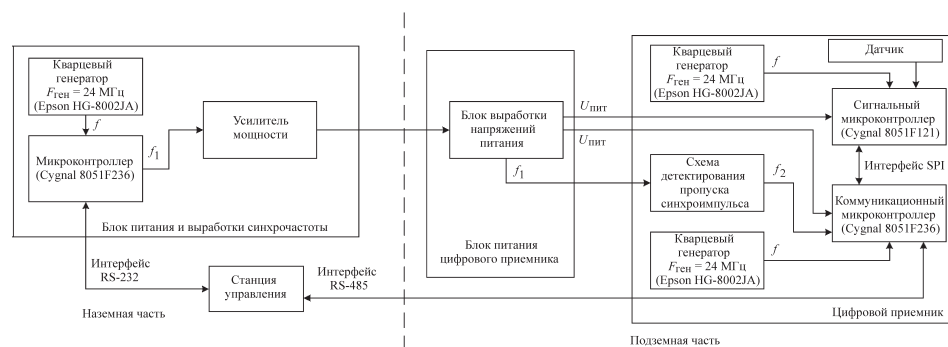 Кварцевый
генератор
Fген = 24 МГц
(Epson HG-8002JA)
f
Микроконтроллер
(Cygnal 8051F236)
f1
Усилитель
мощности
Блок питания и выработки синхрочастоты
Интерфейс
RS-232
Станция
управления
Интерфейс
RS-485
Наземная часть
Блок выработки
напряжений
питания
Uпит
Uпит
f1
Блок питания
цифрового приемника
Кварцевый
генератор
Fген = 24 МГц
(Epson HG-8002JA)
f
Датчик
Сигнальный
микроконтроллер
(Cygnal 8051F121)
Интерфейс SPI
Схема
детектирования
пропуска
синхроимпульса
f2
Коммуникационный
микроконтроллер
(Cygnal 8051F236)
Кварцевый
генератор
Fген = 24 МГц
(Epson HG-8002JA)
f
Цифровой приемник
Подземная часть